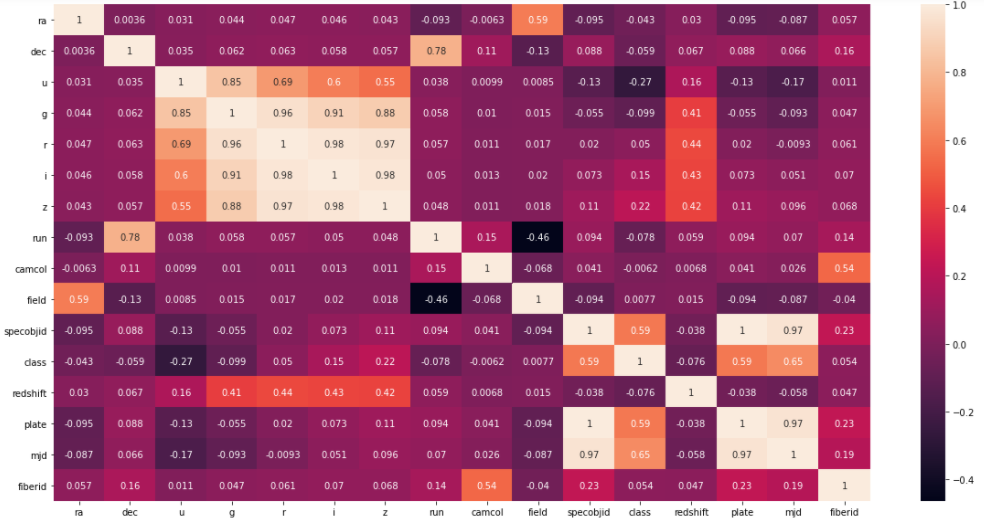 ra 1 0.0036 0.031 0.044 0.047 0.046 0.043 -0.093 -0.0063 0.59 -0.095 -0.043 0.03 -0.095 -0.087 0.057
dec 0.0036 1 0.035 0.062 0.063 0.058 0.057 0.78 0.11 -0.13 0.088 -0.059 0.067 0.088 0.066 0.16
u 0.031 0.035 1 0.85 0.69 0.6 0.55 0.038 0.0099 0.0085 -0.13 -0.27 0.16 -0.13 -0.17 0.011
g 0.044 0.062 0.85 1 0.96 0.91 0.88 0.058 0.01 0.015 -0.055 -0.099 0.41 -0.055 -0.093 0.047
r 0.047 0.063 0.69 0.96 1 0.98 0.97 0.057 0.011 0.017 0.02 0.05 0.44 0.02 -0.0093 0.061
i 0.046 0.058 0.6 0.91 0.98 1 0.98 0.05 0.013 0.02 0.073 0.15 0.43 0.073 0.051 0.07
z 0.043 0.057 0.55 0.88 0.97 0.98 1 0.048 0.011 0.018 0.11 0.22 0.42 0.11 0.096 0.068
run -0.093 0.78 0.038 0.058 0.057 0.05 0.048 1 0.15 -0.46 0.094 -0.078 0.059 0.094 0.07 0.14
camcol -0.0063 0.11 0.0099 0.01 0.011 0.013 0.011 0.15 1 -0.068 0.041 -0.0062 0.0068 0.041 0.026 0.54
field 0.59 -0.13 0.0085 0.015 0.017 0.02 0.018 -0.46 -0.068 1 -0.094 0.0077 0.015 -0.094 -0.087 -0.04
specobjid -0.095 0.088 -0.13 -0.055 0.02 0.073 0.11 0.094 0.041 -0.094 1 0.59 -0.038 1 0.97 0.23
class -0.043 -0.059 -0.27 -0.099 0.05 0.15 0.22 -0.078 -0.0062 0.0077 0.59 1 -0.076 0.59 0.65 0.054
redshift 0.03 0.067 0.16 0.41 0.44 0.43 0.42 0.059 0.0068 0.015 -0.038 -0.076 1 -0.038 -0.058 0.047
plate -0.095 0.088 -0.13 -0.055 0.02 0.073 0.11 0.094 0.041 -0.094 1 0.59 -0.038 1 0.97 0.23
mjd -0.087 0.066 -0.17 -0.093 -0.0093 0.051 0.096 0.07 0.026 -0.087 0.97 0.65 -0.058 0.97 1 0.19
fiberid 0.057 0.16 0.011 0.047 0.061 0.07 0.068 0.14 0.54 -0.04 0.23 0.054 0.047 0.23 0.19 1
ra dec u g r i z run camcol field specobjid class redshift plate mjd fiberid
1.0
0.8
0.6
0.4
0.2
0.0
−0.2
−0.4